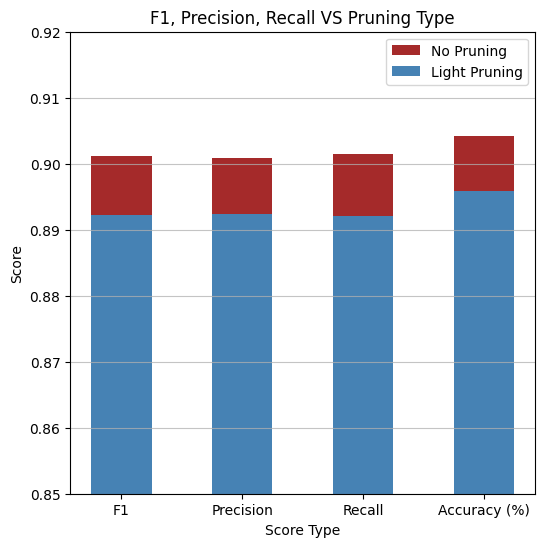 F1, Precision, Recall VS Pruning Type
No Pruning
Light Pruning
Score
0.92
0.91
0.90
0.89
0.88
0.87
0.86
0.85
F1
Precision
Recall
Accuracy (%)
Score Type